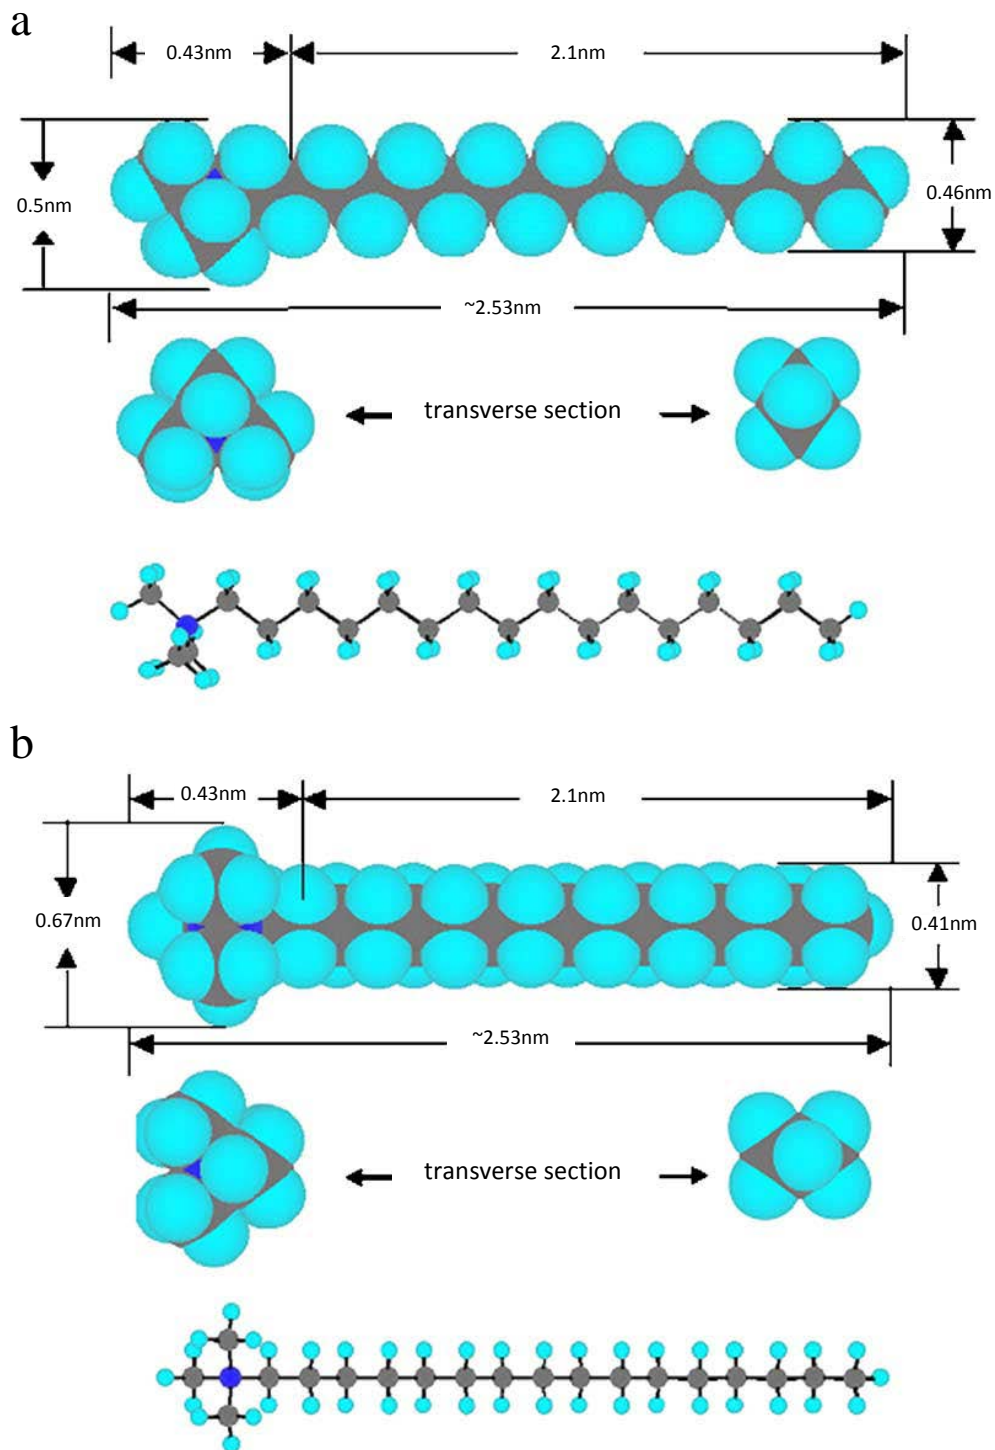 a
0.43nm
2.1nm
0.5nm
0.46nm
~2.53nm
transverse section
b
0.43nm
2.1nm
0.67nm
0.41nm
~2.53nm
transverse section